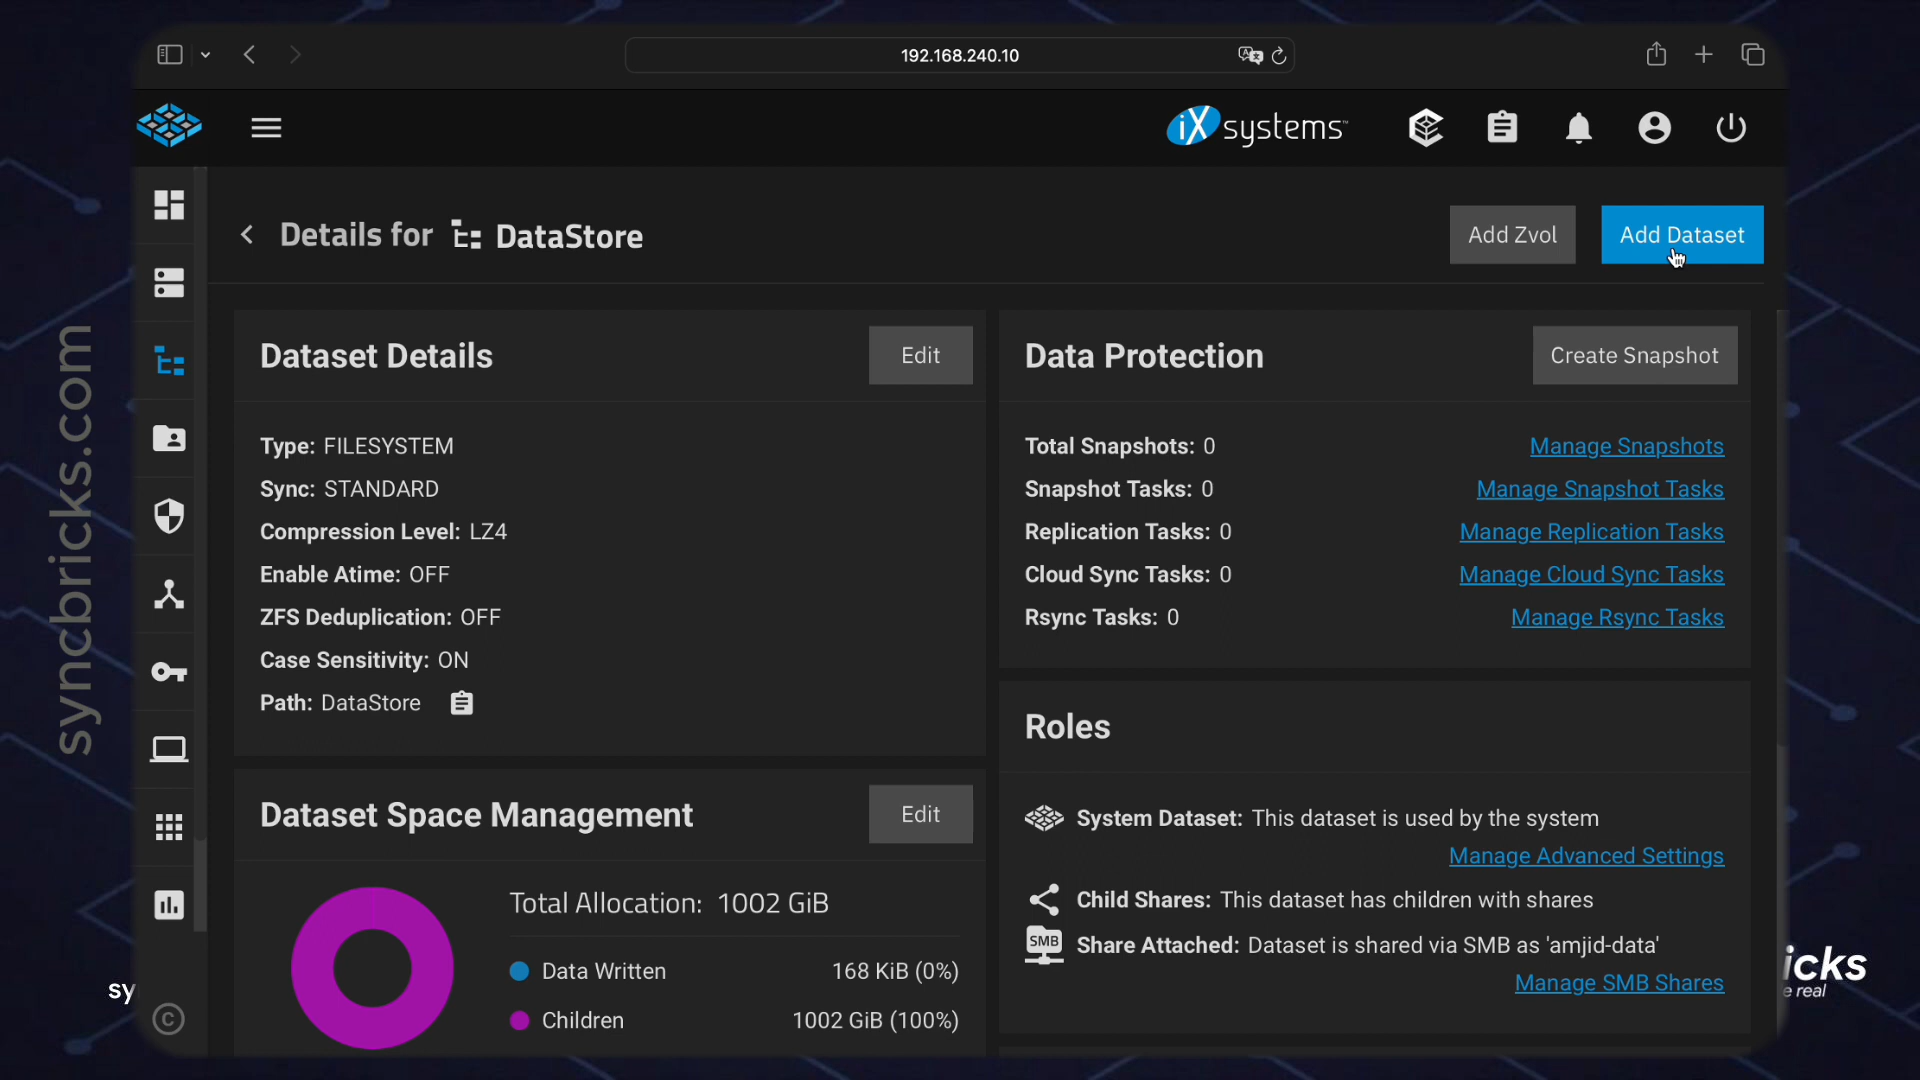 192.168.240.10
iX systems™
Details for DataStore
Add Zvol
Add Dataset
Dataset Details
Edit
Type: FILESYSTEM
Sync: STANDARD
Compression Level: LZ4
Enable Atime: OFF
ZFS Deduplication: OFF
Case Sensitivity: ON
Path: DataStore
Dataset Space Management
Edit
Total Allocation: 1002 GiB
Data Written 168 KiB (0%)
Children 1002 GiB (100%)
Data Protection
Create Snapshot
Total Snapshots: 0 Manage Snapshots
Snapshot Tasks: 0 Manage Snapshot Tasks
Replication Tasks: 0 Manage Replication Tasks
Cloud Sync Tasks: 0 Manage Cloud Sync Tasks
Rsync Tasks: 0 Manage Rsync Tasks
Roles
System Dataset: This dataset is used by the system
Manage Advanced Settings
Child Shares: This dataset has children with shares
SMB Share Attached: Dataset is shared via SMB as 'amjid-data'
Manage SMB Shares
syncbricks.com
sy
icks
e real
©